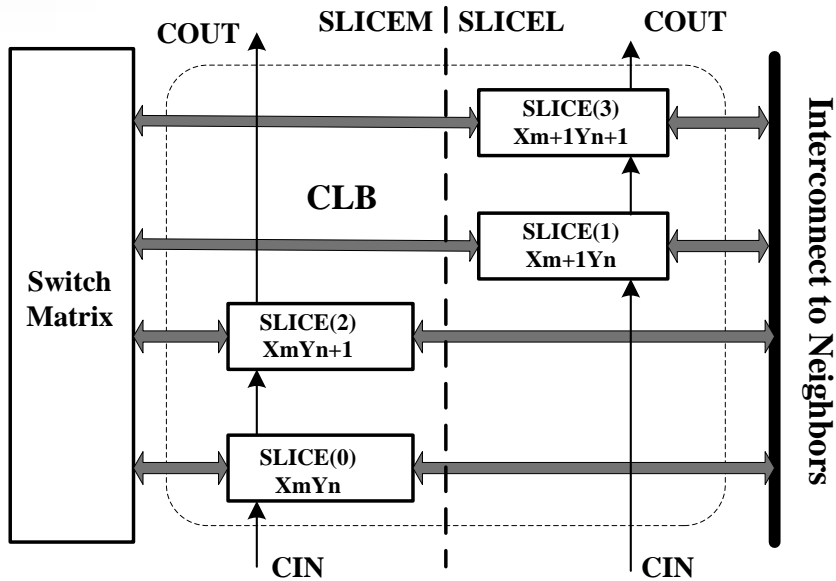 COUT
SLICEM
SLICEL
COUT
SLICE(3)
Xm+1Yn+1
CLB
SLICE(1)
Xm+1Yn
Switch
Matrix
SLICE(2)
XmYn+1
SLICE(0)
XmYn
CIN
CIN
Interconnect to Neighbors